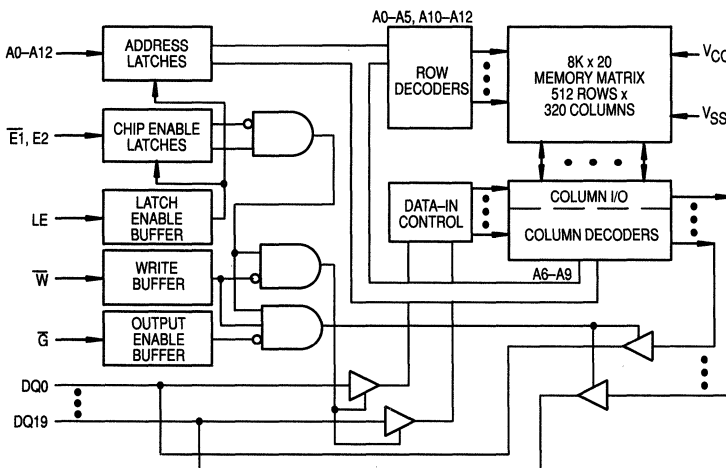 A0–A12
ADDRESS
LATCHES
A0–A5, A10–A12
ROW
DECODERS
8K x 20
MEMORY MATRIX
512 ROWS x
320 COLUMNS
VCC
VSS
E1, E2
CHIP ENABLE
LATCHES
LE
LATCH
ENABLE
BUFFER
DATA–IN
CONTROL
COLUMN I/O
COLUMN DECODERS
A6–A9
W
WRITE
BUFFER
G
OUTPUT
ENABLE
BUFFER
DQ0
DQ19